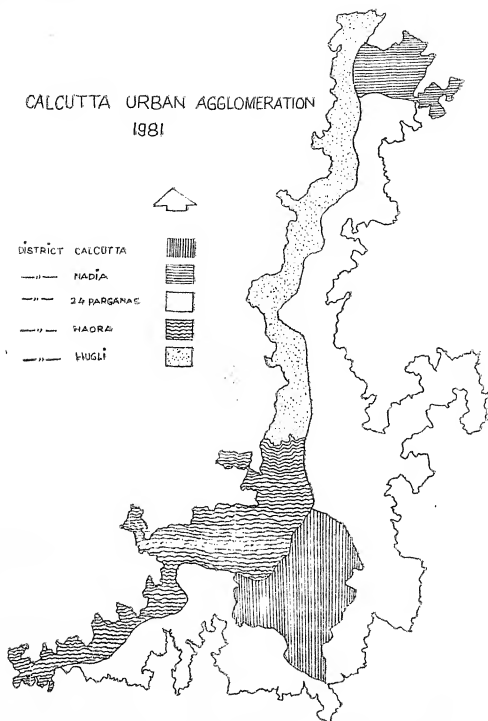 CALCUTTA URBAN AGGLOMERATION
1981
DISTRICT CALCUTTA
—,,— NADIA
—,,— 24 PARGANAS
—,,— HAORA
—,,— HUGLI